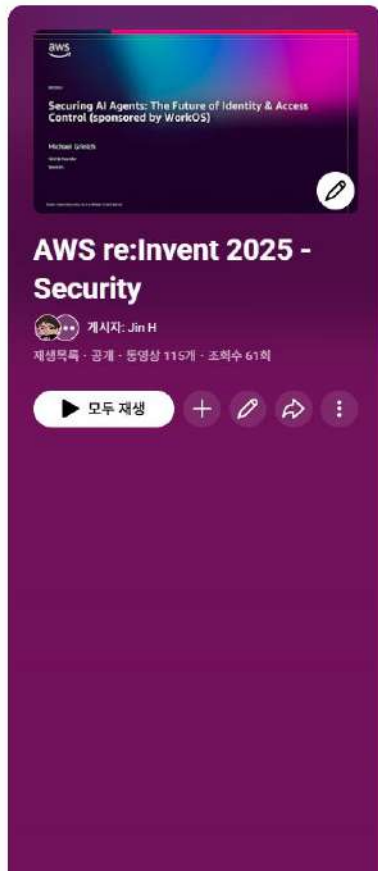 aws
Securing AI Agents: The Future of Identity & Access
Control (sponsored by WorkOS)
Michael Grinich
AWS re:Invent 2025 -
Security
게시자: Jin H
재생목록 · 공개 · 동영상 115개 · 조회수 61회
모두 재생